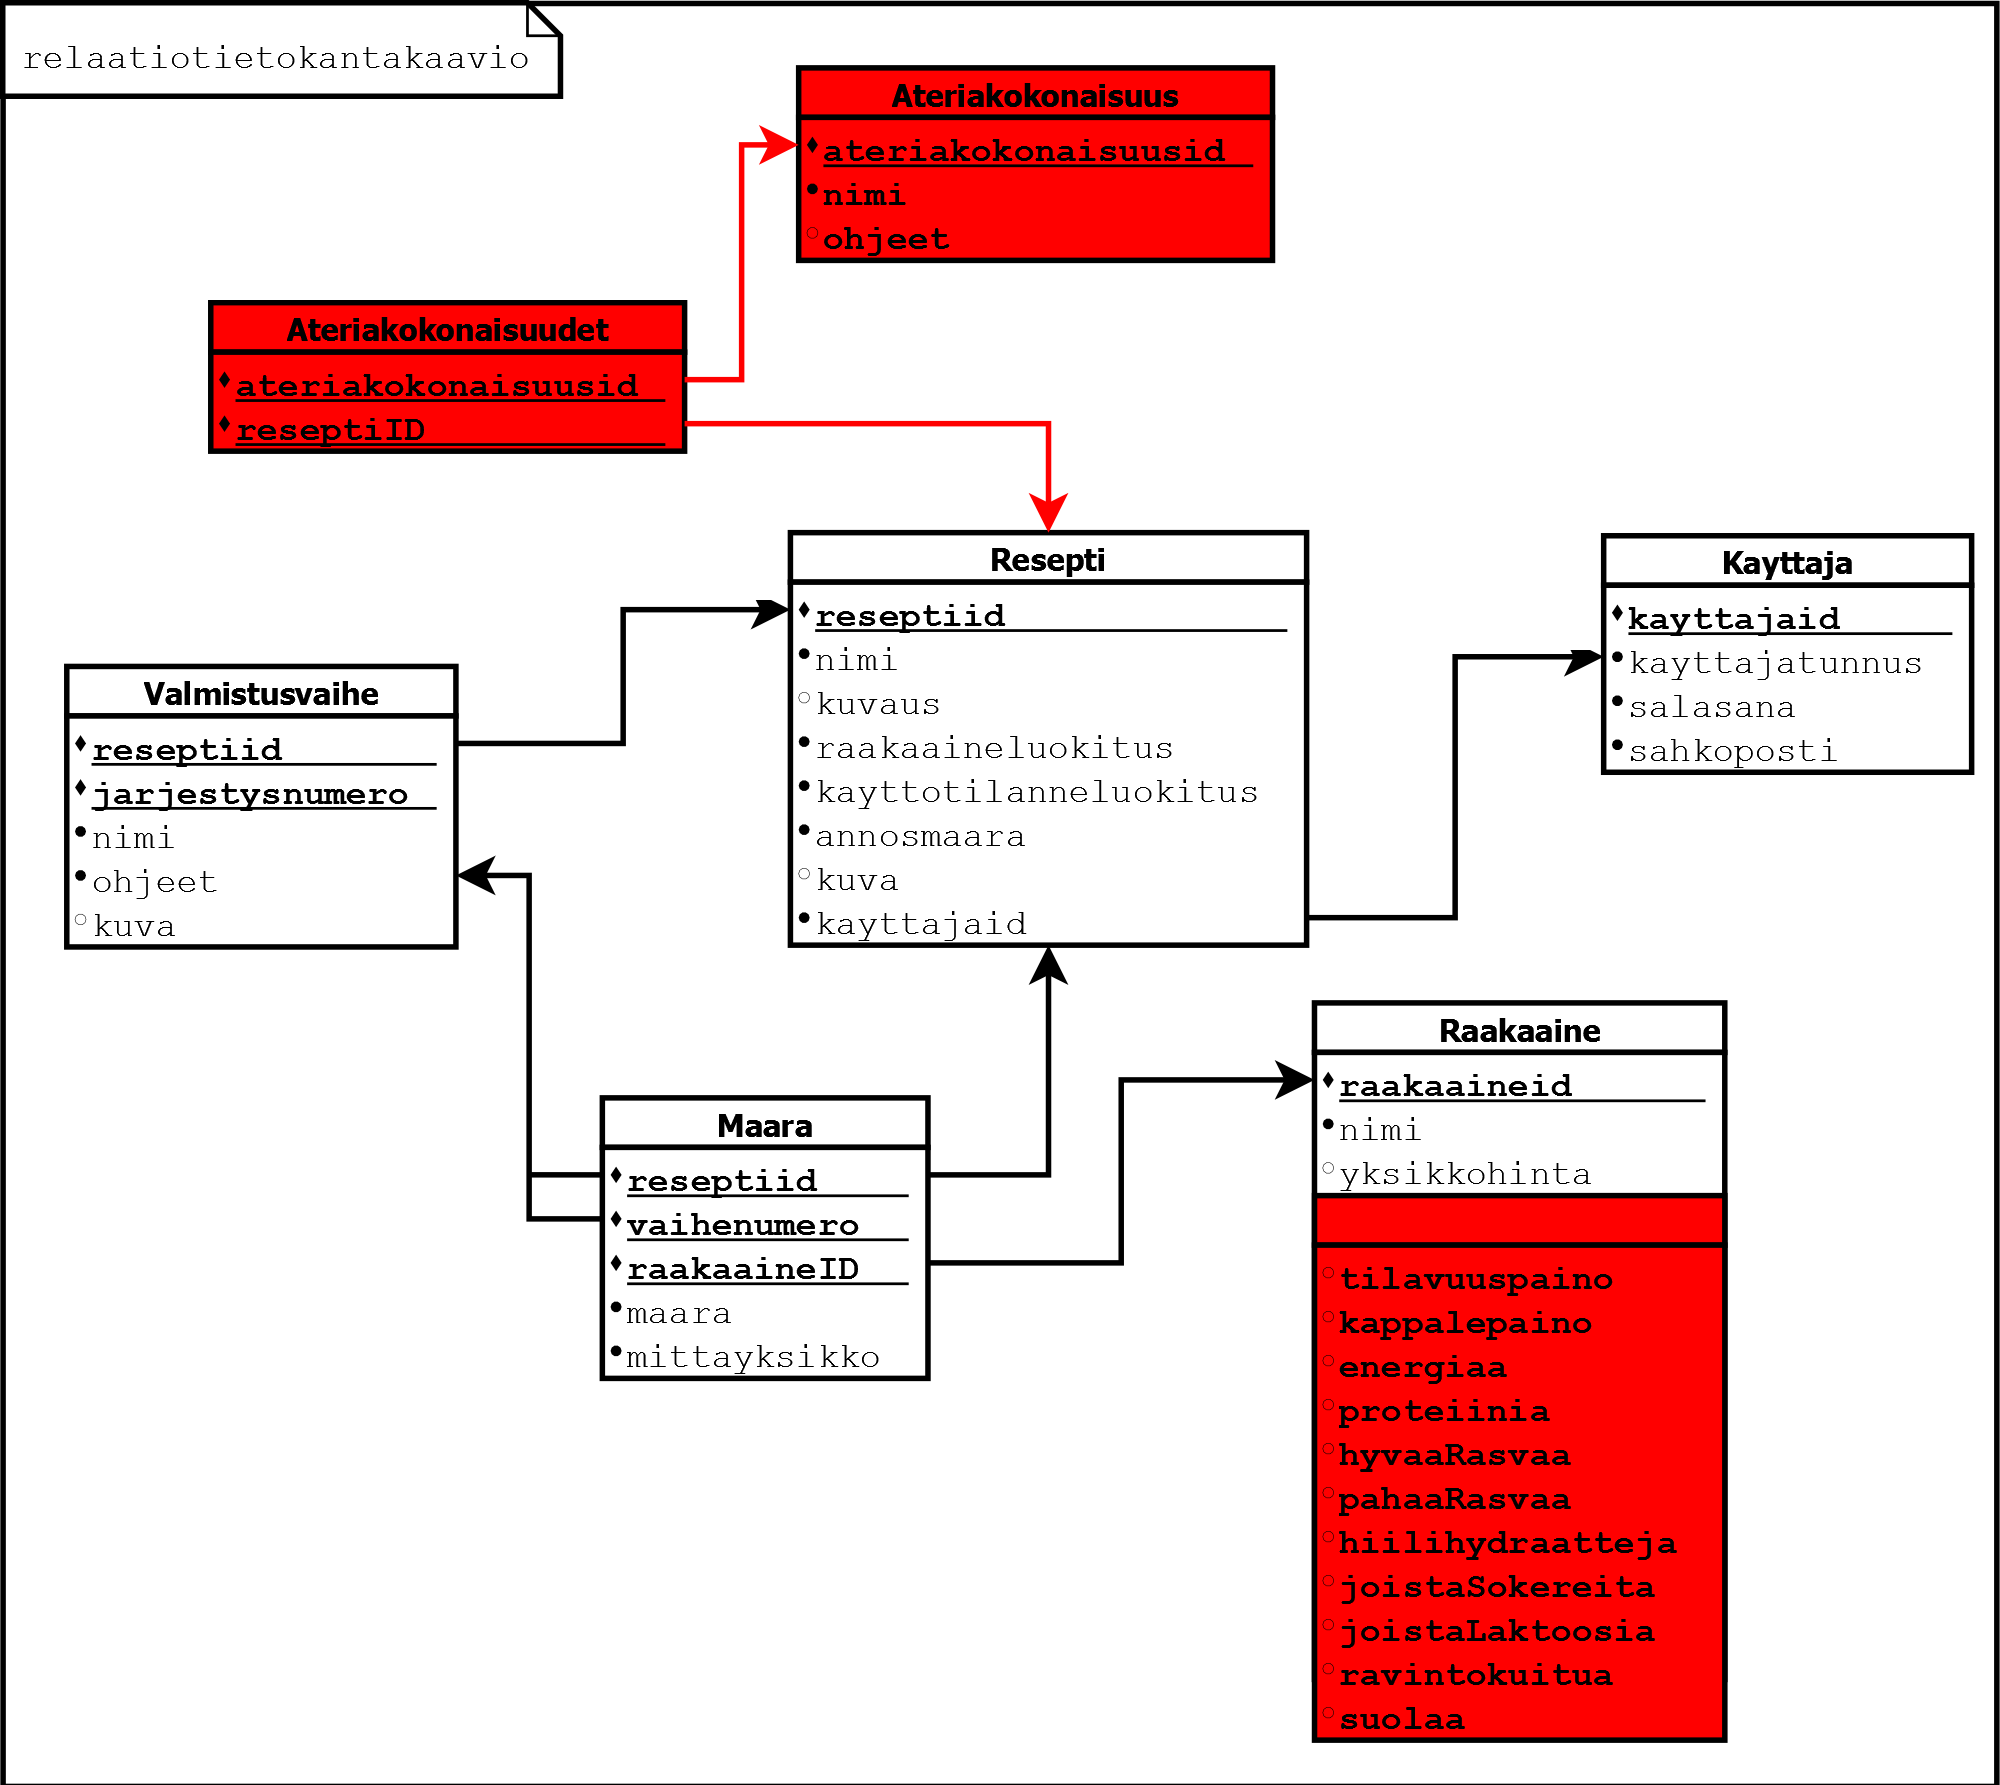 relaatiotietokantakaavio
Ateriakokonaisuus
ateriakokonaisuusid
nimi
ohjeet
Ateriakokonaisuudet
ateriakokonaisuusid
reseptiID
Resepti
reseptiid
nimi
kuvaus
raakaaineluokitus
kayttotilanneluokitus
annosmaara
kuva
kayttajaid
Kayttaja
kayttajaid
kayttajatunnus
salasana
sahkoposti
Valmistusvaihe
reseptiid
jarjestysnumero
nimi
ohjeet
kuva
Maara
reseptiid
vaihenumero
raakaaineID
maara
mittayksikko
Raakaaine
raakaaineid
nimi
yksikkohinta
tilavuuspaino
kappalepaino
energiaa
proteiinia
hyvaaRasvaa
pahaaRasvaa
hiilihydraatteja
joistaSokereita
joistaLaktoosia
ravintokuitua
suolaa